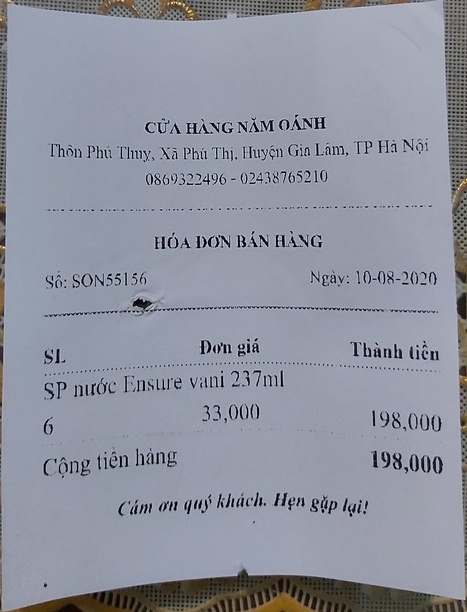 CỬA HÀNG NĂM OÁNH
Thôn Phú Thuỵ, Xã Phú Thị, Huyện Gia Lâm, TP Hà Nội
0869322496 - 02438765210
HÓA ĐƠN BÁN HÀNG
Số: SON55156 Ngày: 10-08-2020
SL Đơn giá Thành tiền
SP nước Ensure vani 237ml
6 33,000 198,000
Cộng tiền hàng 198,000
Cám ơn quý khách. Hẹn gặp lại!